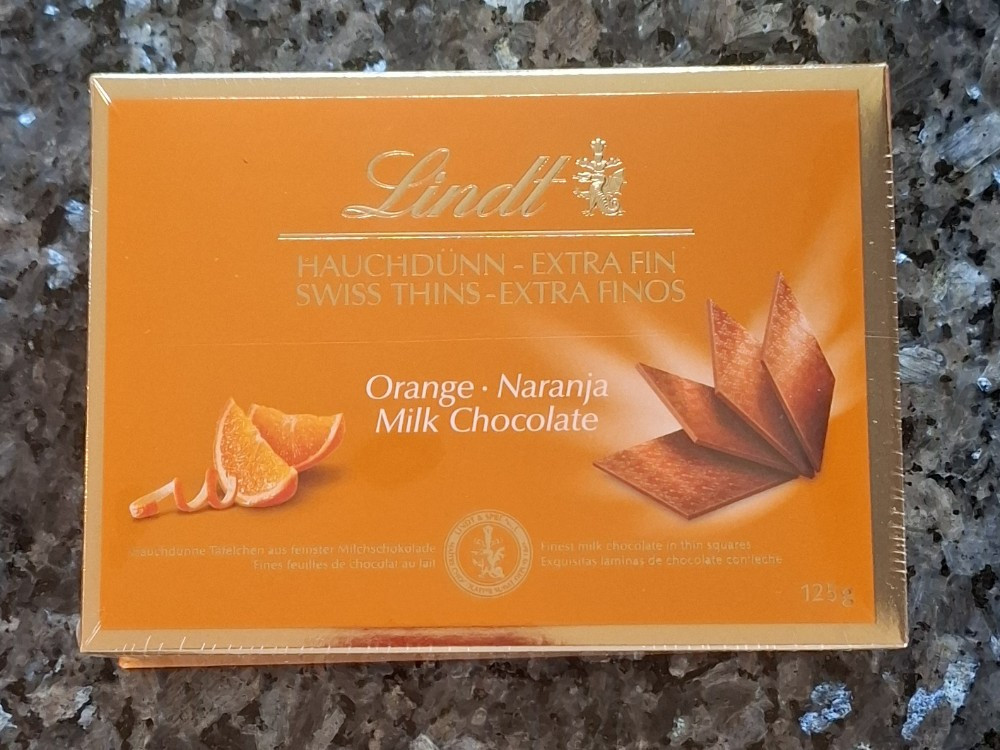 Lindt
HAUCHDÜNN - EXTRA FIN
SWISS THINS - EXTRA FINOS
Orange · Naranja
Milk Chocolate
Hauchdünne Täfelchen aus feinster Milchschokolade
Fines feuilles de chocolat au lait
Finest milk chocolate in thin squares
Exquisitas láminas de chocolate con leche
125 g